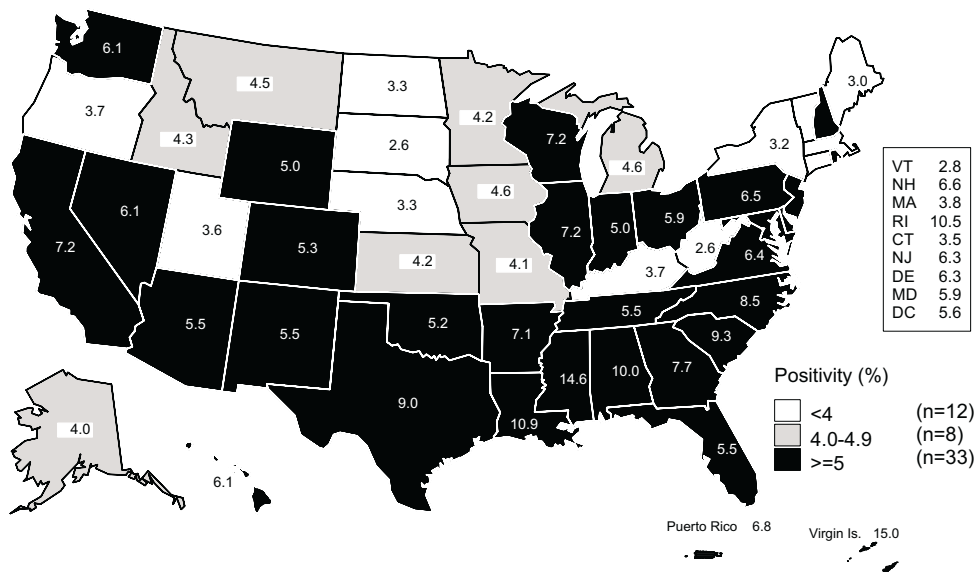 6.1
4.5
3.3
3.0
3.7
4.2
7.2
3.2
4.3
2.6
4.6
5.0
4.6
6.5
6.1
3.3
5.9
3.6
7.2
5.0
7.2
5.3
2.6
6.4
4.2
4.1
3.7
5.5
5.5
5.2
7.1
5.5
8.5
9.3
9.0
14.6
10.0
7.7
10.9
5.5
4.0
6.1
VT 2.8
NH 6.6
MA 3.8
RI 10.5
CT 3.5
NJ 6.3
DE 6.3
MD 5.9
DC 5.6
Positivity (%)
<4 (n=12)
4.0-4.9 (n=8)
>=5 (n=33)
Puerto Rico 6.8
Virgin Is. 15.0